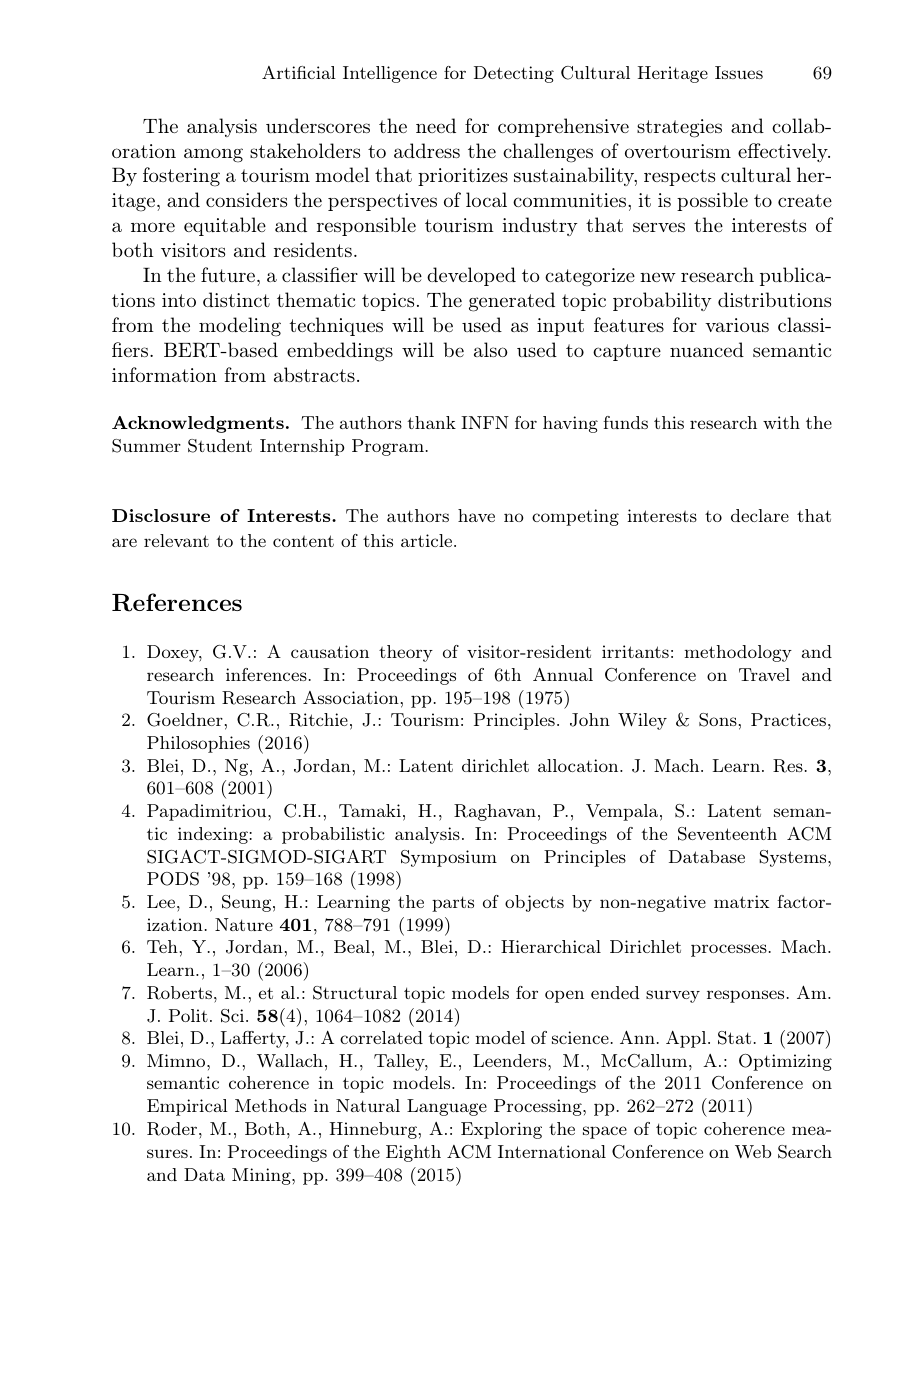 Artificial Intelligence for Detecting Cultural Heritage Issues 69
The analysis underscores the need for comprehensive strategies and collab-
oration among stakeholders to address the challenges of overtourism effectively.
By fostering a tourism model that prioritizes sustainability, respects cultural her-
itage, and considers the perspectives of local communities, it is possible to create
a more equitable and responsible tourism industry that serves the interests of
both visitors and residents.
In the future, a classifier will be developed to categorize new research publica-
tions into distinct thematic topics. The generated topic probability distributions
from the modeling techniques will be used as input features for various classi-
fiers. BERT-based embeddings will be also used to capture nuanced semantic
information from abstracts.
Acknowledgments. The authors thank INFN for having funds this research with the
Summer Student Internship Program.
Disclosure of Interests. The authors have no competing interests to declare that
are relevant to the content of this article.
References
1. Doxey, G.V.: A causation theory of visitor-resident irritants: methodology and
research inferences. In: Proceedings of 6th Annual Conference on Travel and
Tourism Research Association, pp. 195–198 (1975)
2. Goeldner, C.R., Ritchie, J.: Tourism: Principles. John Wiley & Sons, Practices,
Philosophies (2016)
3. Blei, D., Ng, A., Jordan, M.: Latent dirichlet allocation. J. Mach. Learn. Res. 3,
601–608 (2001)
4. Papadimitriou, C.H., Tamaki, H., Raghavan, P., Vempala, S.: Latent seman-
tic indexing: a probabilistic analysis. In: Proceedings of the Seventeenth ACM
SIGACT-SIGMOD-SIGART Symposium on Principles of Database Systems,
PODS ’98, pp. 159–168 (1998)
5. Lee, D., Seung, H.: Learning the parts of objects by non-negative matrix factor-
ization. Nature 401, 788–791 (1999)
6. Teh, Y., Jordan, M., Beal, M., Blei, D.: Hierarchical Dirichlet processes. Mach.
Learn., 1–30 (2006)
7. Roberts, M., et al.: Structural topic models for open ended survey responses. Am.
J. Polit. Sci. 58(4), 1064–1082 (2014)
8. Blei, D., Lafferty, J.: A correlated topic model of science. Ann. Appl. Stat. 1 (2007)
9. Mimno, D., Wallach, H., Talley, E., Leenders, M., McCallum, A.: Optimizing
semantic coherence in topic models. In: Proceedings of the 2011 Conference on
Empirical Methods in Natural Language Processing, pp. 262–272 (2011)
10. Roder, M., Both, A., Hinneburg, A.: Exploring the space of topic coherence mea-
sures. In: Proceedings of the Eighth ACM International Conference on Web Search
and Data Mining, pp. 399–408 (2015)